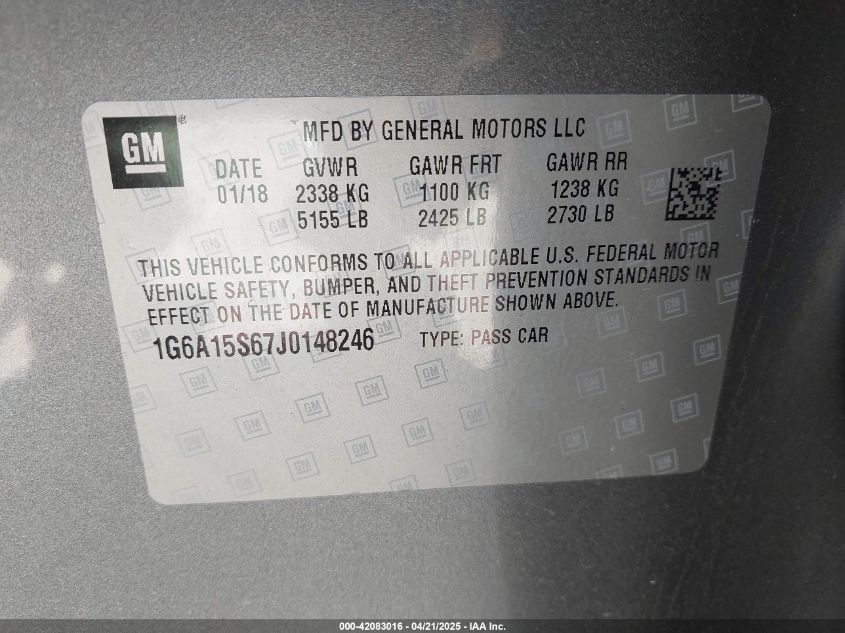 GM ®
MFD BY GENERAL MOTORS LLC
DATE GVWR GAWR FRT GAWR RR
01/18 2338 KG 1100 KG 1238 KG
5155 LB 2425 LB 2730 LB
THIS VEHICLE CONFORMS TO ALL APPLICABLE U.S. FEDERAL MOTOR
VEHICLE SAFETY, BUMPER, AND THEFT PREVENTION STANDARDS IN
EFFECT ON THE DATE OF MANUFACTURE SHOWN ABOVE.
1G6A15S67J0148246 TYPE: PASS CAR
000-42083016 - 04/21/2025 - IAA Inc.